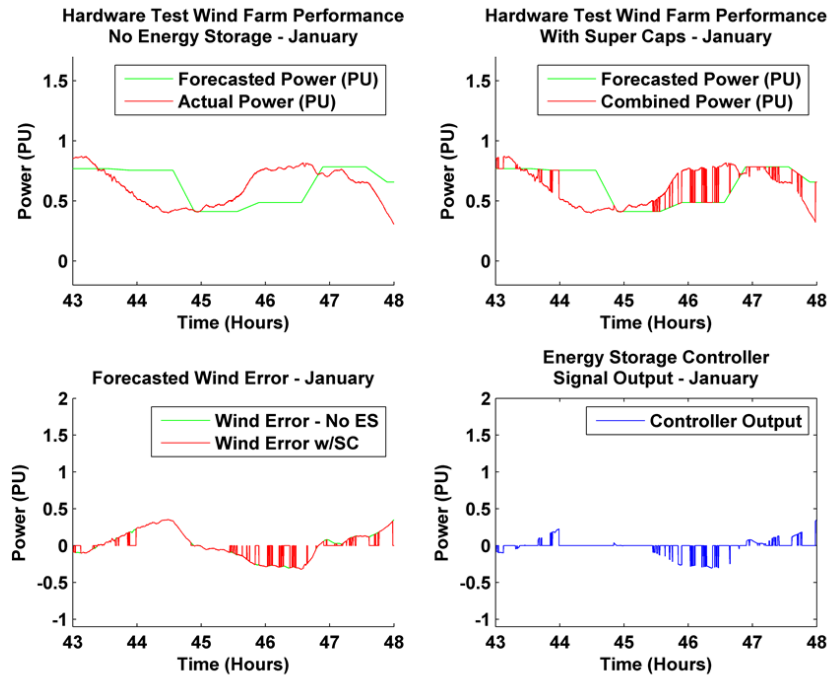 Hardware Test Wind Farm Performance
No Energy Storage - January
Forecasted Power (PU)
Actual Power (PU)
Power (PU)
1.5
1
0.5
0
43 44 45 46 47 48
Time (Hours)
Hardware Test Wind Farm Performance
With Super Caps - January
Forecasted Power (PU)
Combined Power (PU)
Power (PU)
1.5
1
0.5
0
43 44 45 46 47 48
Time (Hours)
Forecasted Wind Error - January
Wind Error - No ES
Wind Error w/SC
Power (PU)
2
1.5
1
0.5
0
-0.5
-1
43 44 45 46 47 48
Time (Hours)
Energy Storage Controller
Signal Output - January
Controller Output
Power (PU)
2
1.5
1
0.5
0
-0.5
-1
43 44 45 46 47 48
Time (Hours)